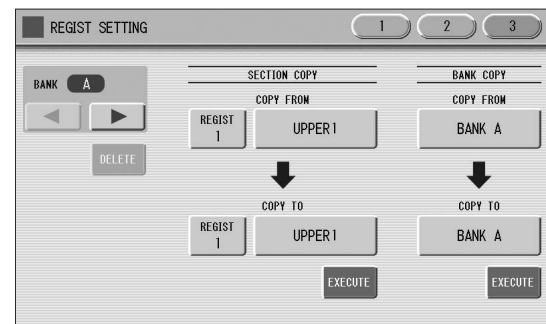 REGIST SETTING
1
2
3
BANK A
DELETE
SECTION COPY
COPY FROM
REGIST
1
UPPER1
COPY TO
REGIST
1
UPPER1
EXECUTE
BANK COPY
COPY FROM
BANK A
COPY TO
BANK A
EXECUTE